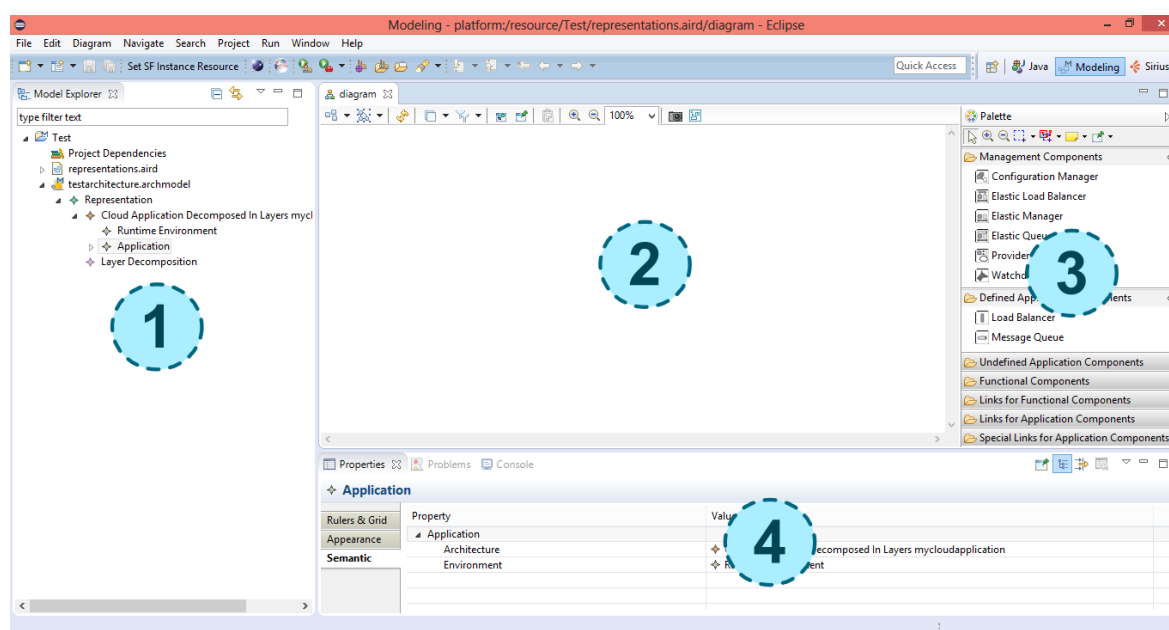 Modeling - platform:/resource/Test/representations.aird/diagram - Eclipse
File Edit Diagram Navigate Search Project Run Window Help
Set SF Instance Resource
Quick Access
Java
Modeling
Sirius
Model Explorer
type filter text
Test
Project Dependencies
representations.aird
testarchitecture.archmodel
Representation
Cloud Application Decomposed In Layers mycl
Runtime Environment
Application
Layer Decomposition
1
diagram
100%
2
Palette
Management Components
Configuration Manager
Elastic Load Balancer
Elastic Manager
Elastic Queue
Provider
Watchd
3
Defined App
Load Balancer
Message Queue
Undefined Application Components
Functional Components
Links for Functional Components
Links for Application Components
Special Links for Application Components
Properties Problems Console
Application
Rulers & Grid
Appearance
Semantic
Property Value
Application
Architecture ecomposed In Layers mycloudapplication
Environment
4